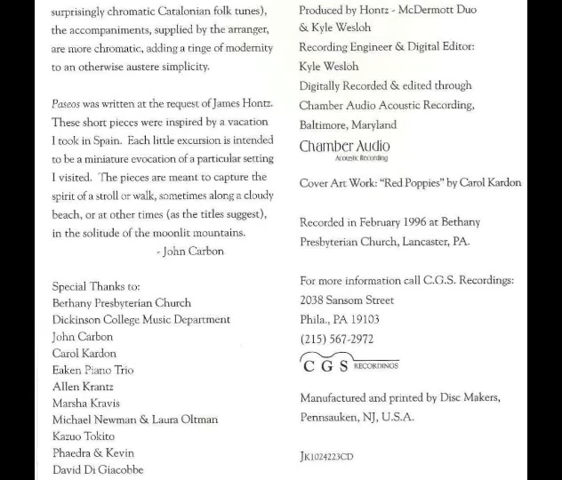 surprisingly chromatic Catalonian folk tunes),
the accompaniments, supplied by the arranger,
are more chromatic, adding a tinge of modernity
to an otherwise austere simplicity.
Paseos was written at the request of James Hontz.
These short pieces were inspired by a vacation
I took in Spain. Each little excursion is intended
to be a miniature evocation of a particular setting
I visited. The pieces are meant to capture the
spirit of a stroll or walk, sometimes along a cloudy
beach, or at other times (as the titles suggest),
in the solitude of the moonlit mountains.
- John Carbon
Special Thanks to:
Bethany Presbyterian Church
Dickinson College Music Department
John Carbon
Carol Kardon
Eaken Piano Trio
Allen Krantz
Marsha Kravis
Michael Newman & Laura Oltman
Kazuo Tokito
Phaedra & Kevin
David Di Giacobbe
Produced by Hontz - McDermott Duo
& Kyle Wesloh
Recording Engineer & Digital Editor:
Kyle Wesloh
Digitally Recorded & edited through
Chamber Audio Acoustic Recording,
Baltimore, Maryland
Chamber Audio
Acoustic Recording
Cover Art Work: "Red Poppies" by Carol Kardon
Recorded in February 1996 at Bethany
Presbyterian Church, Lancaster, PA.
For more information call C.G.S. Recordings:
2038 Sansom Street
Phila., PA 19103
(215) 567-2972
C G S RECORDINGS
Manufactured and printed by Disc Makers,
Pennsauken, NJ, U.S.A.
JK1024223CD